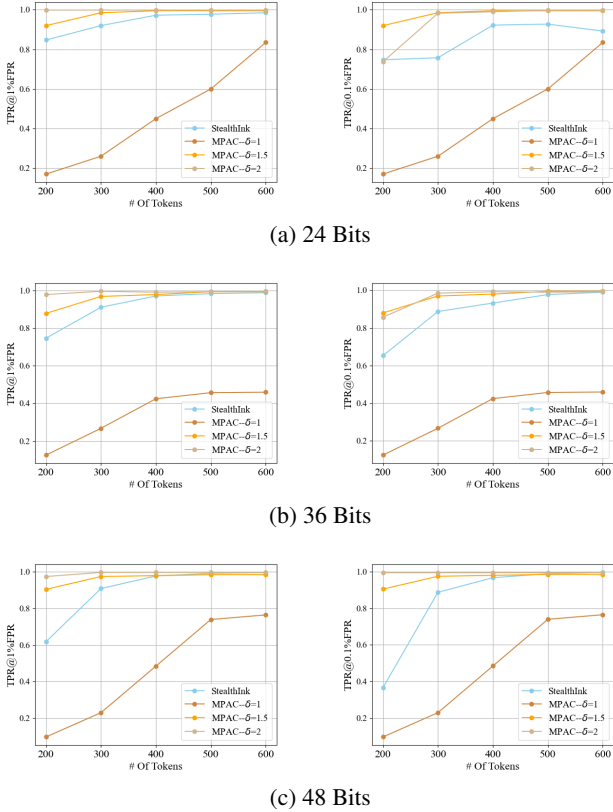 1.0
0.8
0.6
0.4
0.2
TPR@1%FPR
200 300 400 500 600
# Of Tokens
StealthInk
MPAC--δ=1
MPAC--δ=1.5
MPAC--δ=2
1.0
0.8
0.6
0.4
0.2
TPR@0.1%FPR
200 300 400 500 600
# Of Tokens
StealthInk
MPAC--δ=1
MPAC--δ=1.5
MPAC--δ=2
(a) 24 Bits
1.0
0.8
0.6
0.4
0.2
TPR@1%FPR
200 300 400 500 600
# Of Tokens
StealthInk
MPAC--δ=1
MPAC--δ=1.5
MPAC--δ=2
1.0
0.8
0.6
0.4
0.2
TPR@0.1%FPR
200 300 400 500 600
# Of Tokens
StealthInk
MPAC--δ=1
MPAC--δ=1.5
MPAC--δ=2
(b) 36 Bits
1.0
0.8
0.6
0.4
0.2
TPR@1%FPR
200 300 400 500 600
# Of Tokens
StealthInk
MPAC--δ=1
MPAC--δ=1.5
MPAC--δ=2
1.0
0.8
0.6
0.4
0.2
TPR@0.1%FPR
200 300 400 500 600
# Of Tokens
StealthInk
MPAC--δ=1
MPAC--δ=1.5
MPAC--δ=2
(c) 48 Bits